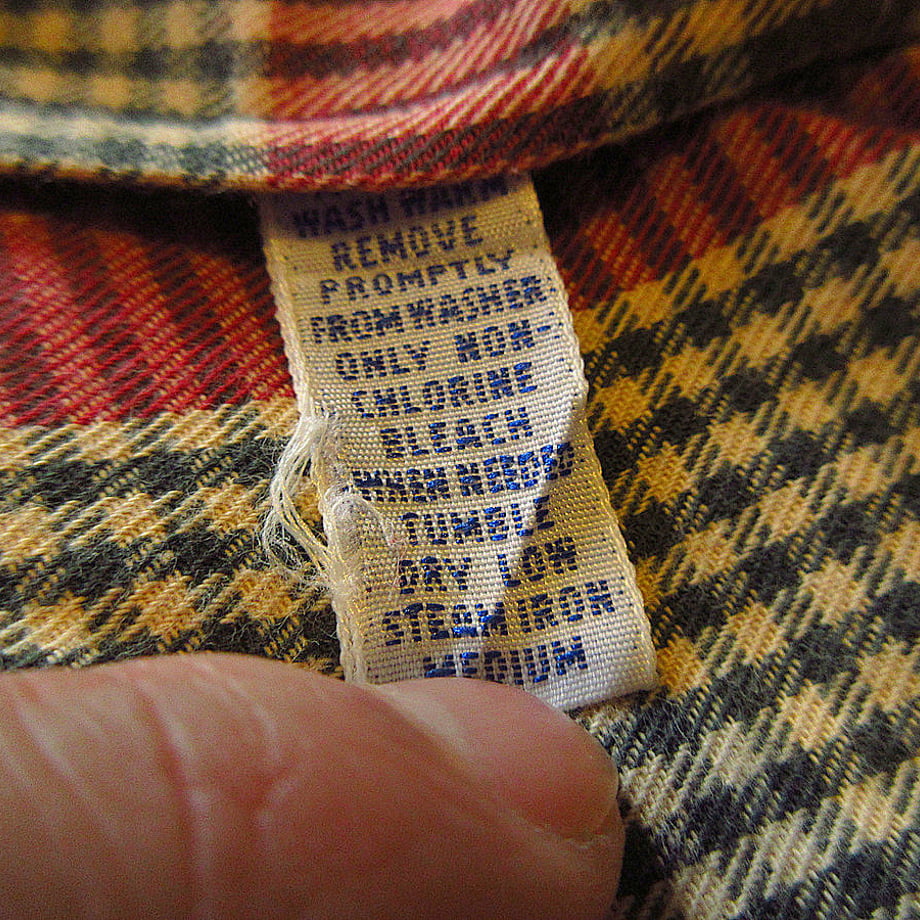 WASH WARM
REMOVE
PROMPTLY
FROM WASHER
ONLY NON-
CHLORINE
BLEACH
WHEN NEEDED
TUMBLE
DRY LOW
STEAM IRON
MEDIUM